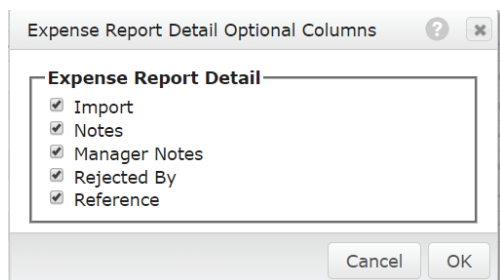 Expense Report Detail Optional Columns
Expense Report Detail
Import
Notes
Manager Notes
Rejected By
Reference
Cancel OK